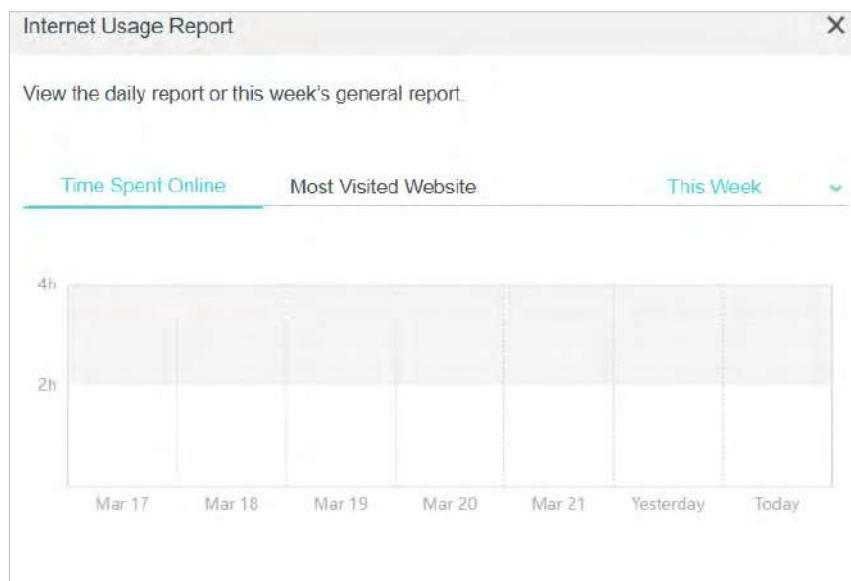 Internet Usage Report
View the daily report or this week's general report.
Time Spent Online Most Visited Website This Week
4h
2h
Mar 17 Mar 18 Mar 19 Mar 20 Mar 21 Yesterday Today